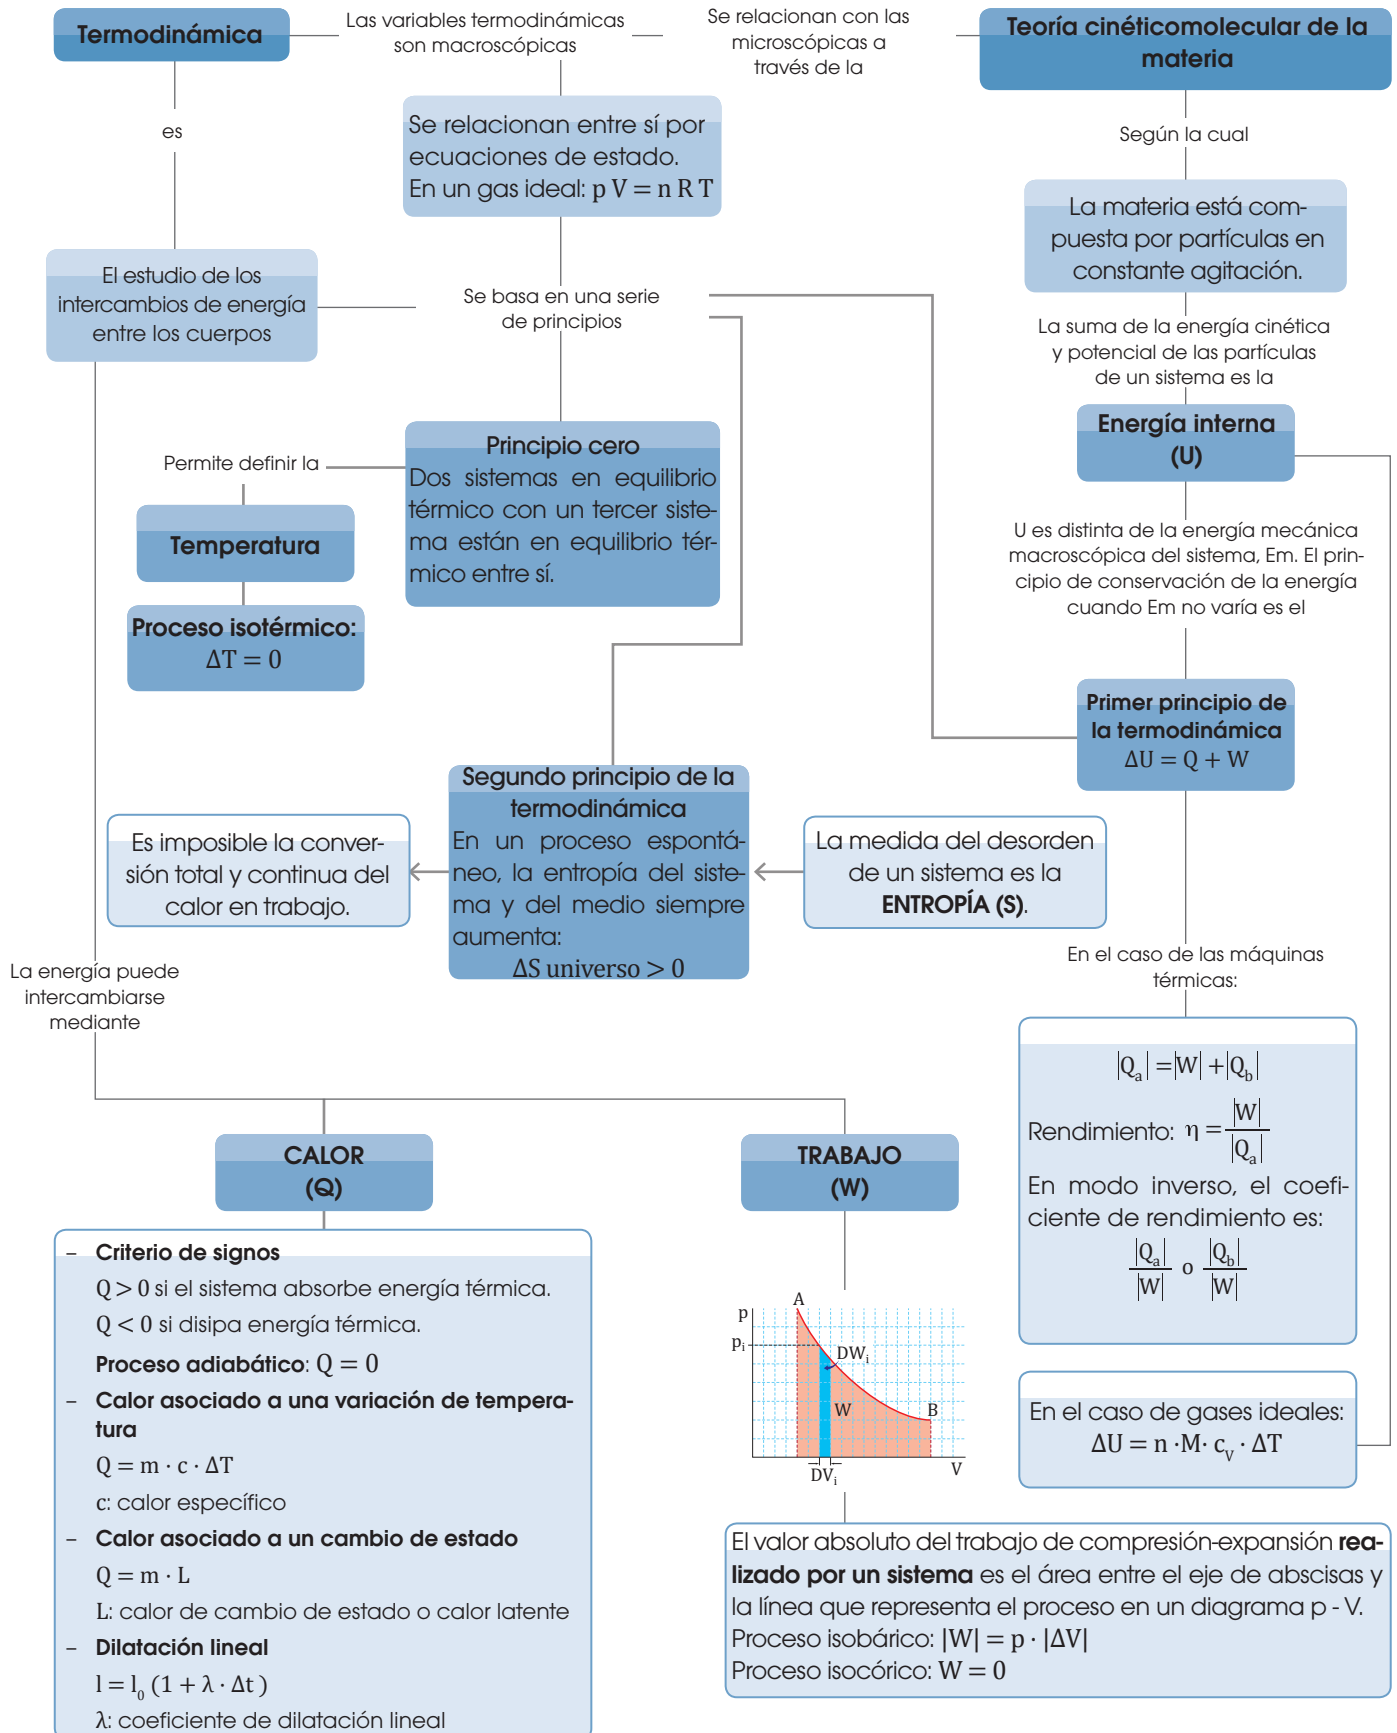 Termodinámica
Las variables termodinámicas
son macroscópicas
Se relacionan con las
microscópicas a
través de la
Teoría cinéticomolecular de la
materia
es
Se relacionan entre sí por
ecuaciones de estado.
En un gas ideal: p V = n R T
Según la cual
La materia está com-
puesta por partículas en
constante agitación.
El estudio de los
intercambios de energía
entre los cuerpos
Se basa en una serie
de principios
La suma de la energía cinética
y potencial de las partículas
de un sistema es la
Energía interna
(U)
Permite definir la
Principio cero
Dos sistemas en equilibrio
térmico con un tercer siste-
ma están en equilibrio tér-
mico entre sí.
Temperatura
Proceso isotérmico:
ΔT = 0
U es distinta de la energía mecánica
macroscópica del sistema, Em. El prin-
cipio de conservación de la energía
cuando Em no varía es el
Primer principio de
la termodinámica
ΔU = Q + W
Segundo principio de la
termodinámica
En un proceso espontá-
neo, la entropía del siste-
ma y del medio siempre
aumenta:
ΔS universo > 0
Es imposible la conver-
sión total y continua del
calor en trabajo.
La medida del desorden
de un sistema es la
ENTROPÍA (S).
En el caso de las máquinas
térmicas:
La energía puede
intercambiarse
mediante
|Qa| = |W| + |Qb|
Rendimiento: η = |W| / |Qa|
En modo inverso, el coefi-
ciente de rendimiento es:
|Qa| / |W| o |Qb| / |W|
CALOR
(Q)
TRABAJO
(W)
– Criterio de signos
Q > 0 si el sistema absorbe energía térmica.
Q < 0 si disipa energía térmica.
Proceso adiabático: Q = 0
– Calor asociado a una variación de tempera-
tura
Q = m · c · ΔT
c: calor específico
– Calor asociado a un cambio de estado
Q = m · L
L: calor de cambio de estado o calor latente
– Dilatación lineal
l = l0 (1 + λ · Δt )
λ: coeficiente de dilatación lineal
A
p
pi
DWi
W
B
DVi
V
En el caso de gases ideales:
ΔU = n ·M· cV · ΔT
El valor absoluto del trabajo de compresión-expansión rea-
lizado por un sistema es el área entre el eje de abscisas y
la línea que representa el proceso en un diagrama p - V.
Proceso isobárico: |W| = p · |ΔV|
Proceso isocórico: W = 0